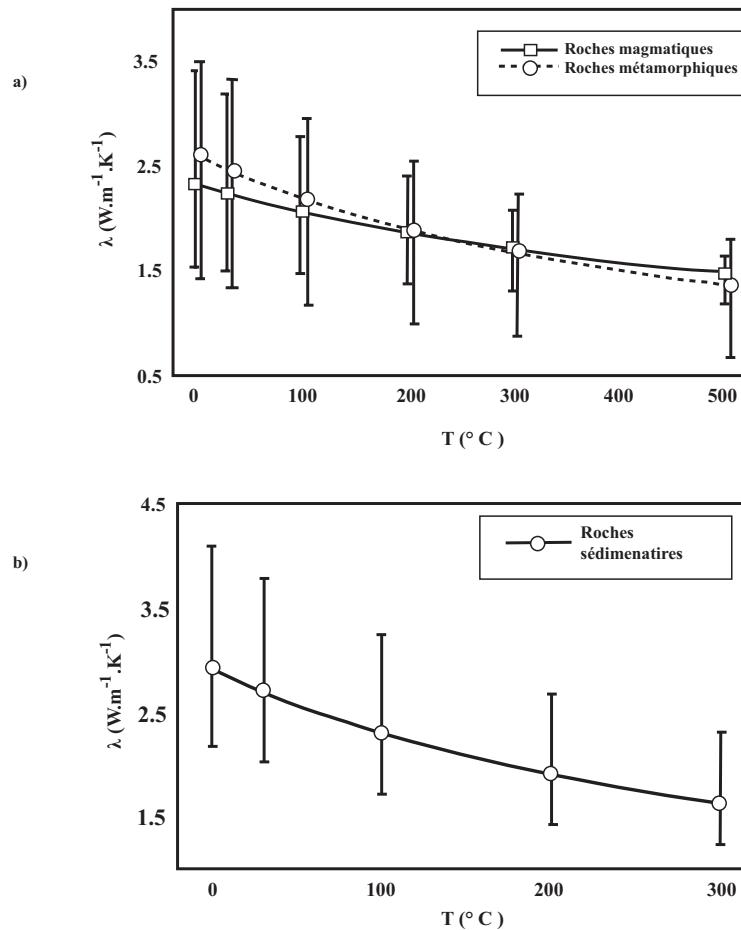 a)
3.5
2.5
1.5
0.5
λ (W.m-1.K-1)
Roches magmatiques
Roches métamorphiques
0 100 200 300 400 500
T (° C )
b)
4.5
3.5
2.5
1.5
λ (W.m-1.K-1)
Roches
sédimenatires
0 100 200 300
T (° C )